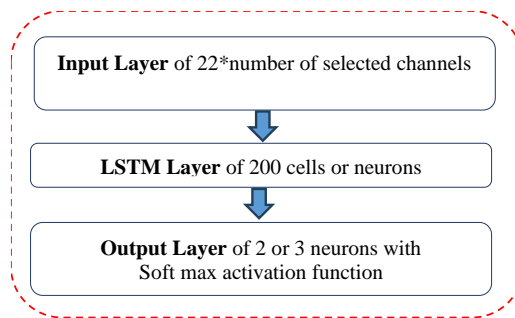 Input Layer of 22*number of selected channels
LSTM Layer of 200 cells or neurons
Output Layer of 2 or 3 neurons with
Soft max activation function